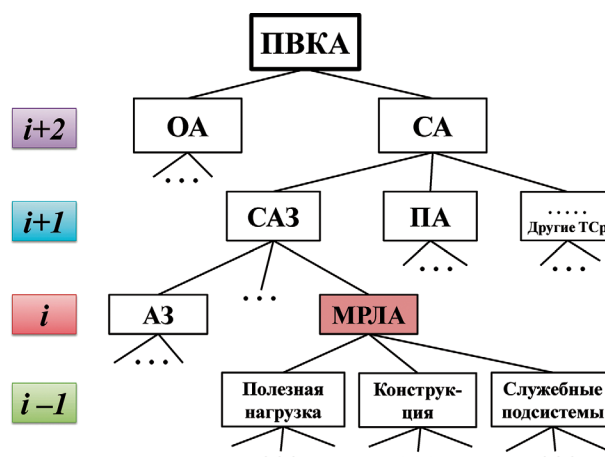 ПВКА
i+2
ОА
СА
...
i+1
САЗ
ПА
.....
Другие ТСр
...
...
...
i
АЗ
МРЛА
...
i–1
Полезная
нагрузка
Конструк-
ция
Служебные
подсистемы